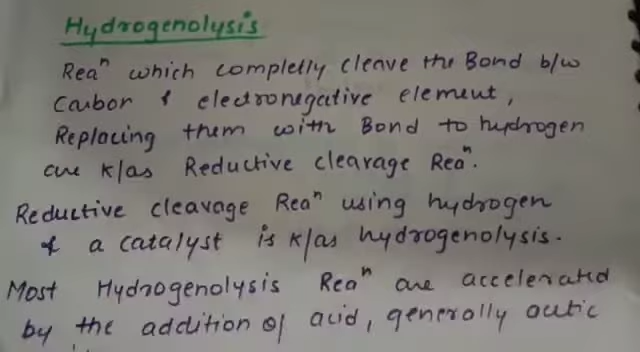 Hydrogenolysis
Reaⁿ which completly cleave the Bond b/w
Carbon & electronegative element,
Replacing them with Bond to hydrogen
are k/as Reductive clearage Reaⁿ.
Reductive cleavage Reaⁿ using hydrogen
& a catalyst is k/as hydrogenolysis.
Most Hydrogenolysis Reaⁿ are accelerated
by the addition of acid, generally acetic